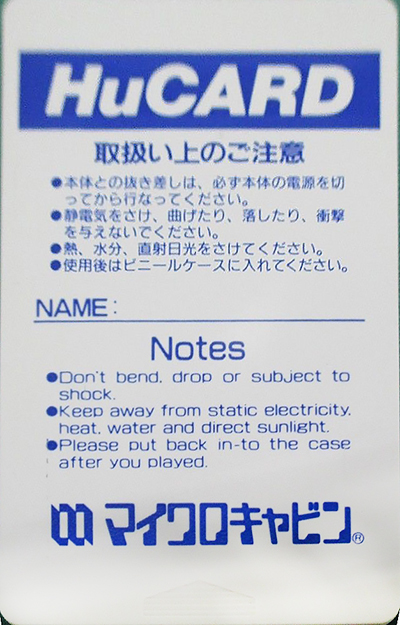 HuCARD
取扱い上のご注意
●本体との抜き差しは、必ず本体の電源を切
ってから行なってください。
●静電気をさけ、曲げたり、落したり、衝撃
を与えないでください。
●熱、水分、直射日光をさけてください。
●使用後はビニールケースに入れてください。
NAME:
Notes
●Don't bend, drop or subject to
shock.
●Keep away from static electricity,
heat, water and direct sunlight.
●Please put back in-to the case
after you played.
マイクロキャビン®